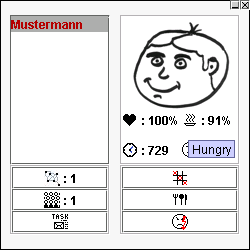 Mustermann
: 100% : 91%
: 729 Hungry
: 1
: 1
TASK